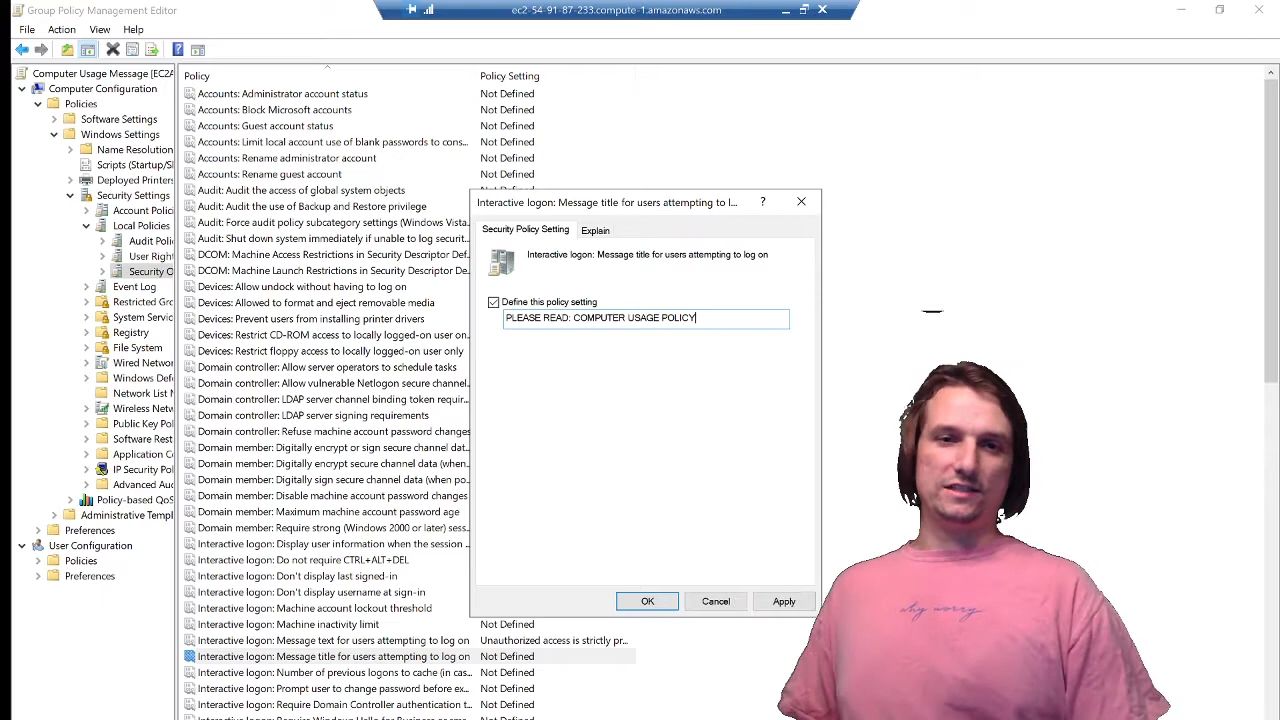 Group Policy Management Editor
ec2-54-91-87-233.compute-1.amazonaws.com
File Action View Help
Computer Usage Message [EC2A
Computer Configuration
Policies
Software Settings
Windows Settings
Name Resolution
Scripts (Startup/Sh
Deployed Printers
Security Settings
Account Polici
Local Policies
Audit Poli
User Right
Security O
Event Log
Restricted Gro
System Service
Registry
File System
Wired Network
Windows Defe
Network List M
Wireless Netw
Public Key Pol
Software Restr
Application Co
IP Security Pol
Advanced Aud
Policy-based QoS
Administrative Templ
Preferences
User Configuration
Policies
Preferences
Policy Policy Setting
Accounts: Administrator account status Not Defined
Accounts: Block Microsoft accounts Not Defined
Accounts: Guest account status Not Defined
Accounts: Limit local account use of blank passwords to cons... Not Defined
Accounts: Rename administrator account Not Defined
Accounts: Rename guest account Not Defined
Audit: Audit the access of global system objects Not Defined
Audit: Audit the use of Backup and Restore privilege
Audit: Force audit policy subcategory settings (Windows Vista...
Audit: Shut down system immediately if unable to log securit...
DCOM: Machine Access Restrictions in Security Descriptor Def...
DCOM: Machine Launch Restrictions in Security Descriptor De...
Devices: Allow undock without having to log on
Devices: Allowed to format and eject removable media
Devices: Prevent users from installing printer drivers
Devices: Restrict CD-ROM access to locally logged-on user on...
Devices: Restrict floppy access to locally logged-on user only
Domain controller: Allow server operators to schedule tasks
Domain controller: Allow vulnerable Netlogon secure channel...
Domain controller: LDAP server channel binding token requir...
Domain controller: LDAP server signing requirements
Domain controller: Refuse machine account password changes
Domain member: Digitally encrypt or sign secure channel dat...
Domain member: Digitally encrypt secure channel data (when...
Domain member: Digitally sign secure channel data (when po...
Domain member: Disable machine account password changes
Domain member: Maximum machine account password age
Domain member: Require strong (Windows 2000 or later) sess...
Interactive logon: Display user information when the session ...
Interactive logon: Do not require CTRL+ALT+DEL
Interactive logon: Don't display last signed-in
Interactive logon: Don't display username at sign-in
Interactive logon: Machine account lockout threshold
Interactive logon: Machine inactivity limit Not Defined
Interactive logon: Message text for users attempting to log on Unauthorized access is strictly pr...
Interactive logon: Message title for users attempting to log on Not Defined
Interactive logon: Number of previous logons to cache (in cas... Not Defined
Interactive logon: Prompt user to change password before ex... Not Defined
Interactive logon: Require Domain Controller authentication t... Not Defined
Interactive logon: Message title for users attempting to l...
Security Policy Setting Explain
Interactive logon: Message title for users attempting to log on
Define this policy setting
PLEASE READ: COMPUTER USAGE POLICY
OK Cancel Apply
why worry